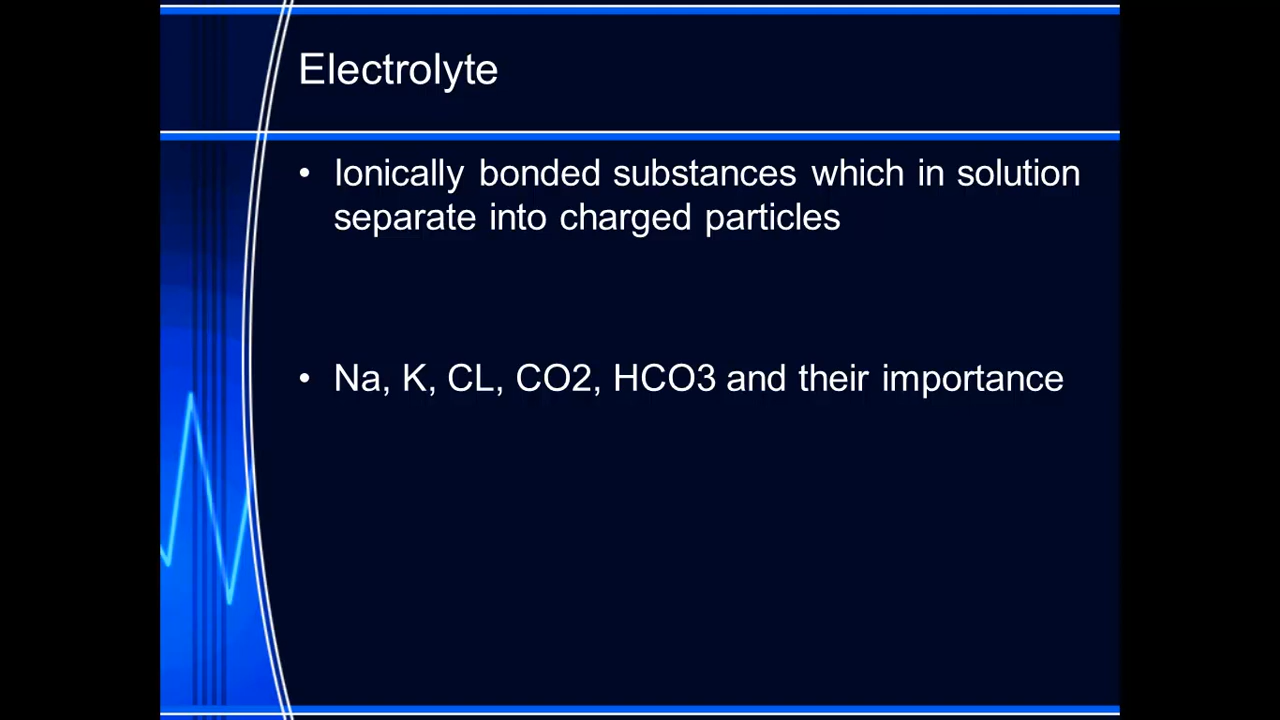 Electrolyte
• Ionically bonded substances which in solution
separate into charged particles
• Na, K, CL, CO2, HCO3 and their importance